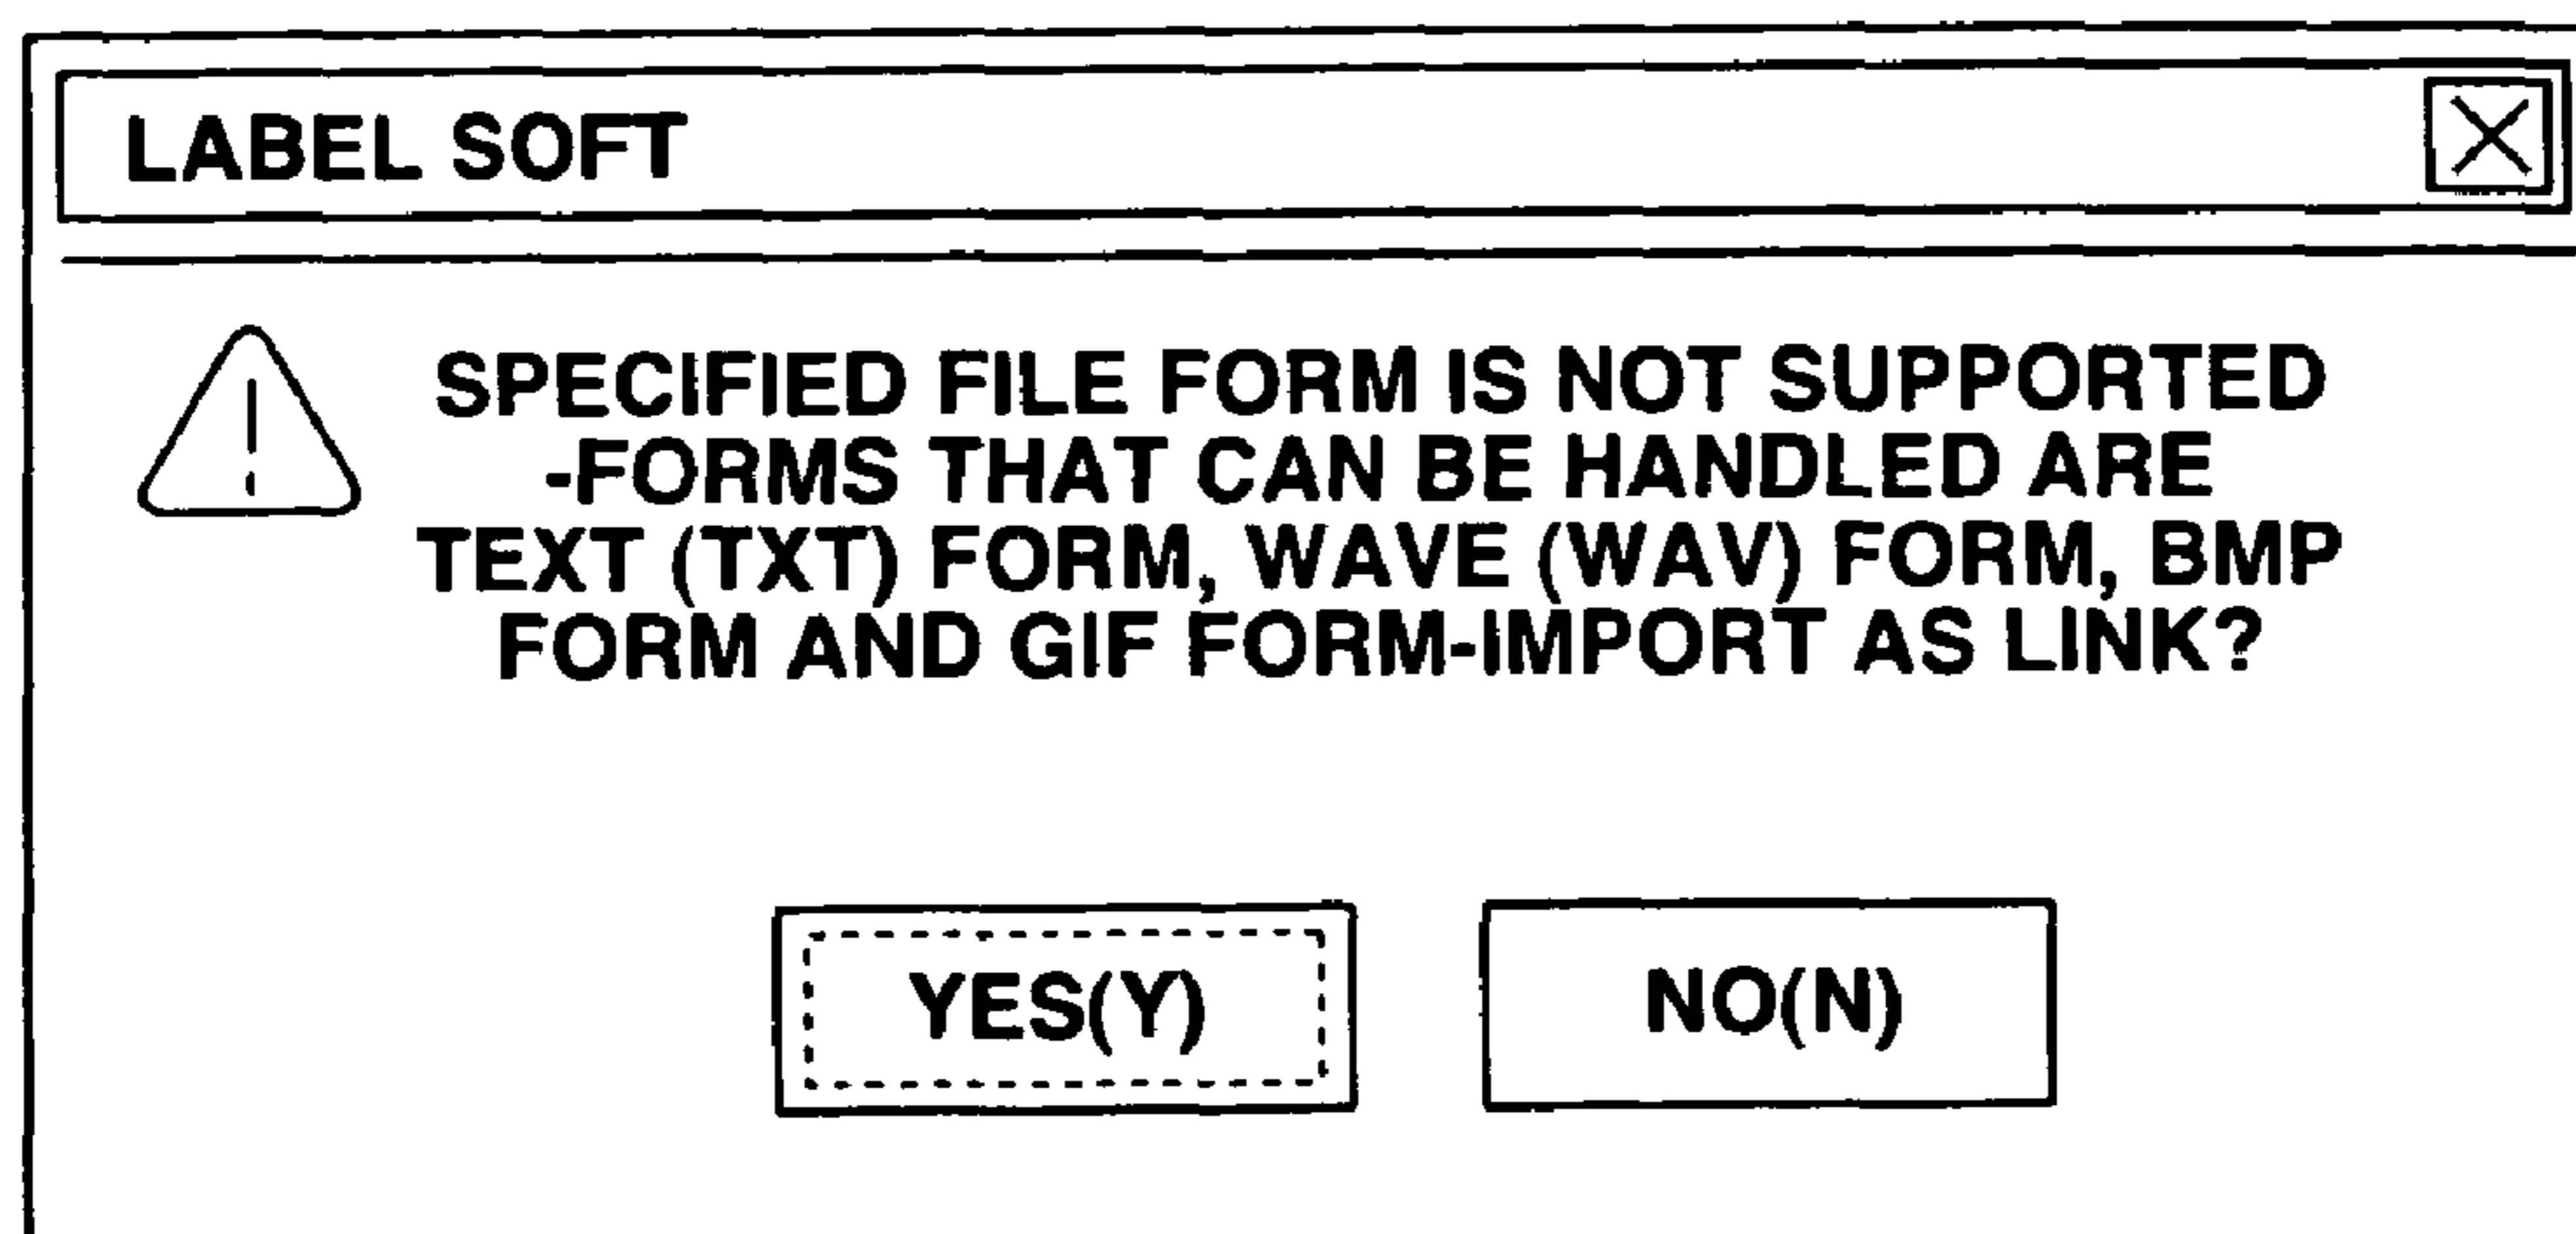 LABEL SOFT
SPECIFIED FILE FORM IS NOT SUPPORTED
-FORMS THAT CAN BE HANDLED ARE
TEXT (TXT) FORM, WAVE (WAV) FORM, BMP
FORM AND GIF FORM-IMPORT AS LINK?
YES(Y) NO(N)